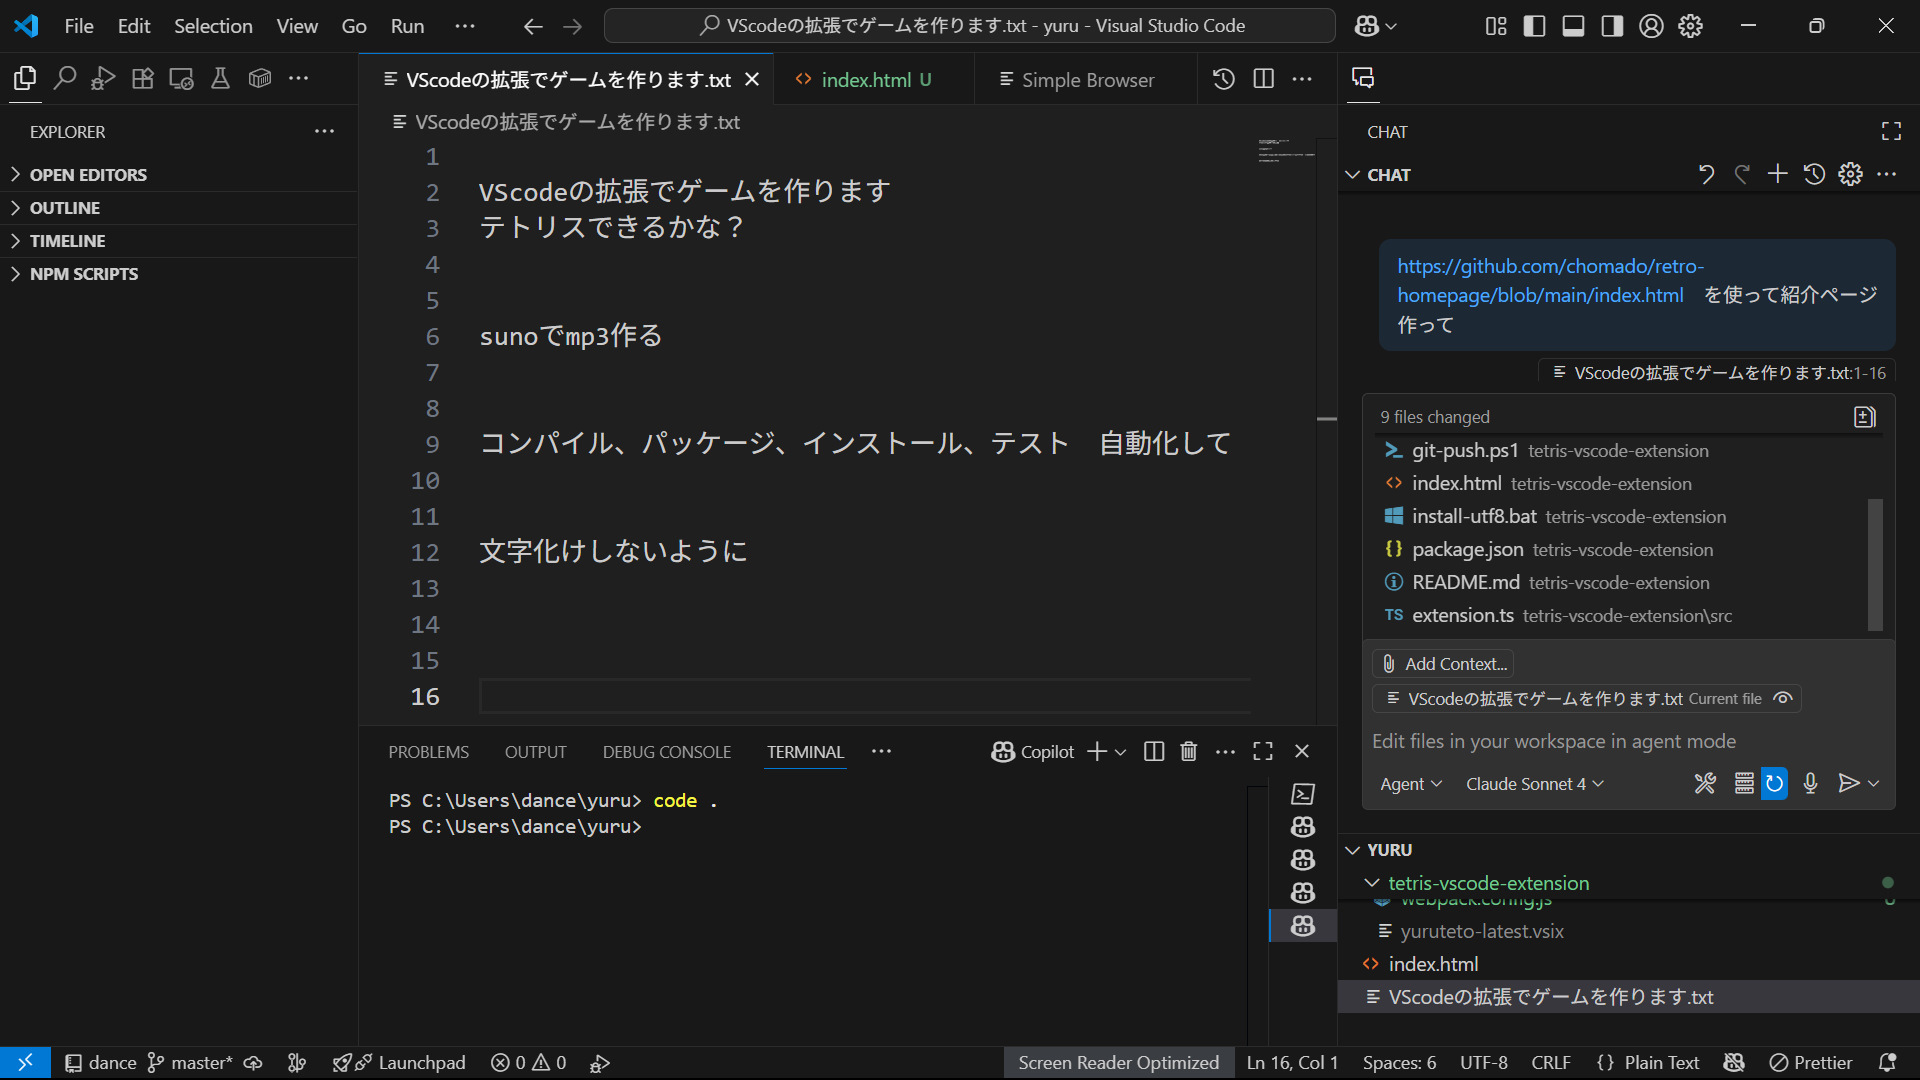 File Edit Selection View Go Run
VScodeの拡張でゲームを作ります.txt - yuru - Visual Studio Code
VScodeの拡張でゲームを作ります.txt
index.html U
Simple Browser
EXPLORER
OPEN EDITORS
OUTLINE
TIMELINE
NPM SCRIPTS
VScodeの拡張でゲームを作ります.txt
1
2 VScodeの拡張でゲームを作ります
3 テトリスできるかな？
4
5
6 sunoでmp3作る
7
8
9 コンパイル、パッケージ、インストール、テスト　自動化して
10
11
12 文字化けしないように
13
14
15
16
PROBLEMS OUTPUT DEBUG CONSOLE TERMINAL
Copilot
PS C:\Users\dance\yuru> code .
PS C:\Users\dance\yuru>
CHAT
CHAT
https://github.com/chomado/retro-
homepage/blob/main/index.html　を使って紹介ページ
作って
VScodeの拡張でゲームを作ります.txt:1-16
9 files changed
git-push.ps1 tetris-vscode-extension
index.html tetris-vscode-extension
install-utf8.bat tetris-vscode-extension
package.json tetris-vscode-extension
README.md tetris-vscode-extension
TS extension.ts tetris-vscode-extension\src
Add Context...
VScodeの拡張でゲームを作ります.txt Current file
Edit files in your workspace in agent mode
Agent Claude Sonnet 4
YURU
tetris-vscode-extension
webpack.config.js U
yuruteto-latest.vsix
index.html
VScodeの拡張でゲームを作ります.txt
dance master* Launchpad 0 0
Screen Reader Optimized Ln 16, Col 1 Spaces: 6 UTF-8 CRLF {} Plain Text Prettier